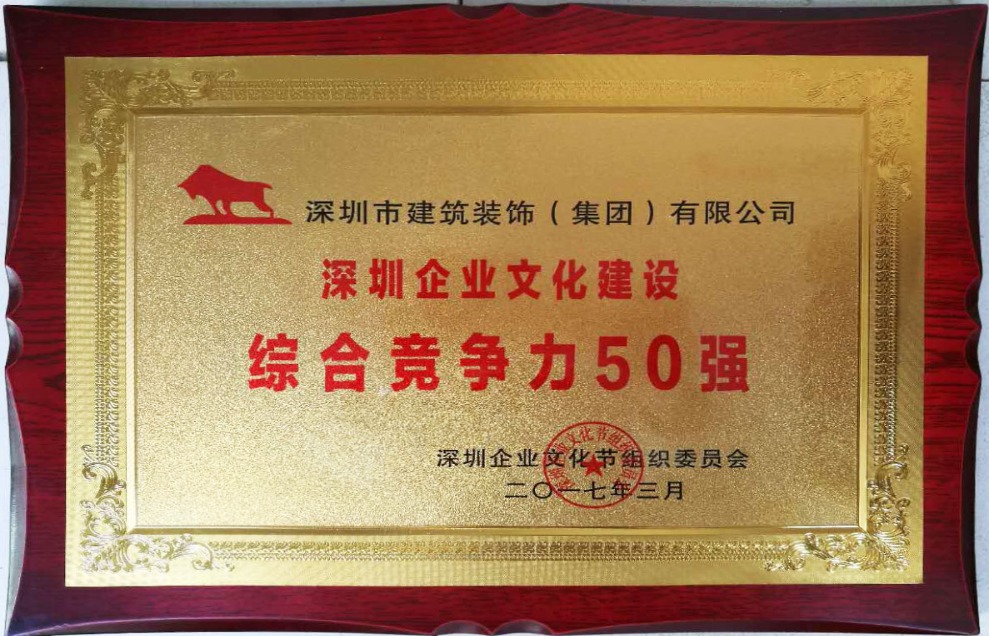 深圳市建筑装饰（集团）有限公司
深圳企业文化建设
综合竞争力50强
深圳企业文化节组织委员会
二〇一七年三月